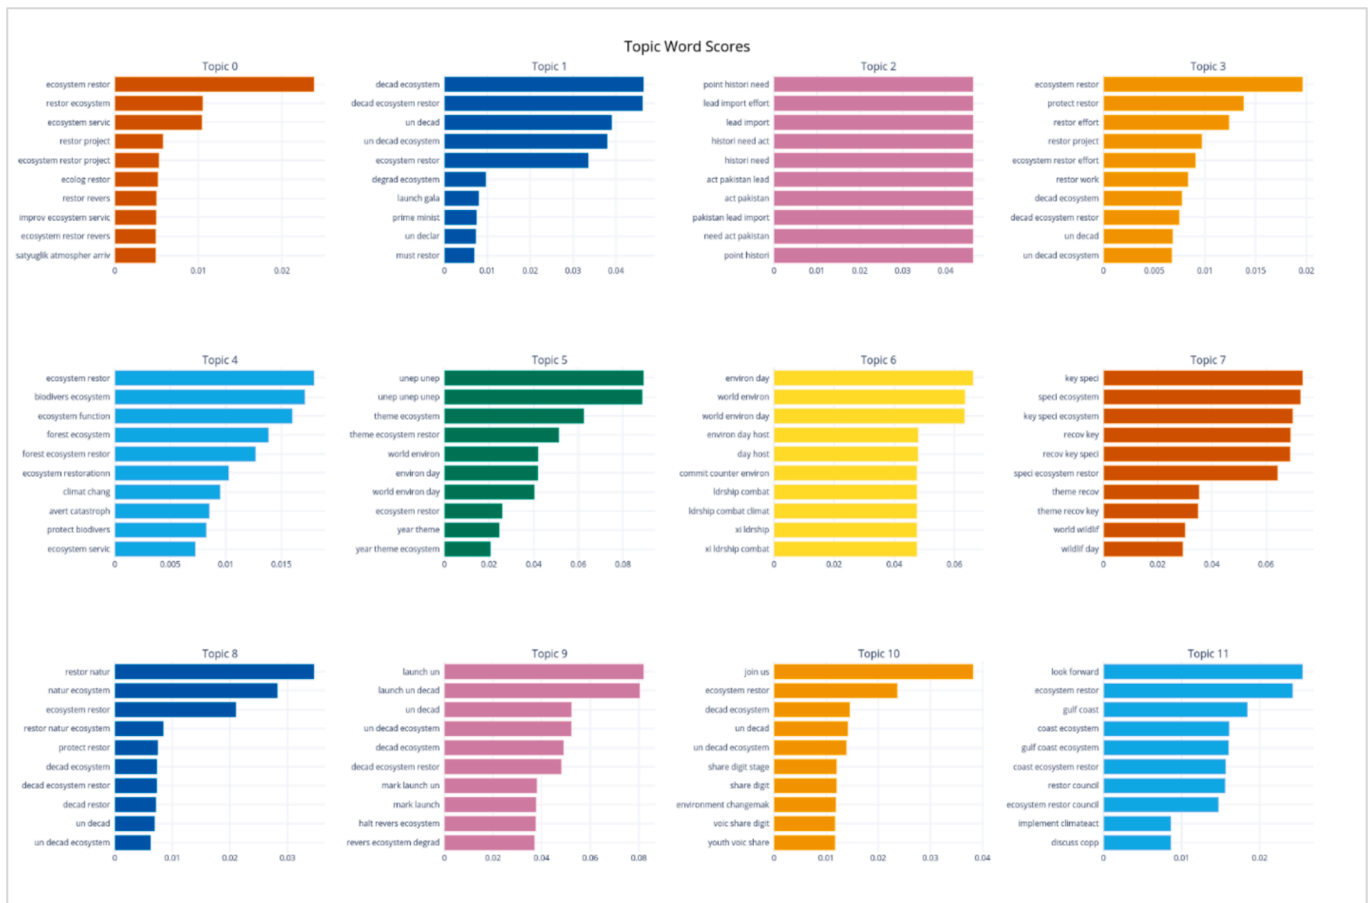 Topic Word Scores
Topic 0
ecosystem restor
restor ecosystem
ecosystem servic
restor project
ecosystem restor project
ecolog restor
restor revers
improv ecosystem servic
ecosystem restor revers
satyuglik atmospher arriv
0 0.01 0.02
Topic 1
decad ecosystem
decad ecosystem restor
un decad
un decad ecosystem
ecosystem restor
degrad ecosystem
launch gala
prime minist
un declar
must restor
0 0.01 0.02 0.03 0.04
Topic 2
point histori need
lead import effort
lead import
histori need act
histori need
act pakistan lead
act pakistan
pakistan lead import
need act pakistan
point histori
0 0.01 0.02 0.03 0.04
Topic 3
ecosystem restor
protect restor
restor effort
restor project
ecosystem restor effort
restor work
decad ecosystem
decad ecosystem restor
un decad
un decad ecosystem
0 0.005 0.01 0.015 0.02
Topic 4
ecosystem restor
biodivers ecosystem
ecosystem function
forest ecosystem
forest ecosystem restor
ecosystem restorationn
climat chang
avert catastroph
protect biodivers
ecosystem servic
0 0.005 0.01 0.015
Topic 5
unep unep
unep unep unep
theme ecosystem
theme ecosystem restor
world environ
environ day
world environ day
ecosystem restor
year theme
year theme ecosystem
0 0.02 0.04 0.06 0.08
Topic 6
environ day
world environ
world environ day
environ day host
day host
commit counter environ
ldrship combat
ldrship combat climat
xi ldrship
xi ldrship combat
0 0.02 0.04 0.06
Topic 7
key speci
speci ecosystem
key speci ecosystem
recov key
recov key speci
speci ecosystem restor
theme recov
theme recov key
world wildlif
wildlif day
0 0.02 0.04 0.06
Topic 8
restor natur
natur ecosystem
ecosystem restor
restor natur ecosystem
protect restor
decad ecosystem
decad ecosystem restor
decad restor
un decad
un decad ecosystem
0 0.01 0.02 0.03
Topic 9
launch un
launch un decad
un decad
un decad ecosystem
decad ecosystem
decad ecosystem restor
mark launch un
mark launch
halt revers ecosystem
revers ecosystem degrad
0 0.02 0.04 0.06 0.08
Topic 10
join us
ecosystem restor
decad ecosystem
un decad
un decad ecosystem
share digit stage
share digit
environment changemak
voic share digit
youth voic share
0 0.01 0.02 0.03 0.04
Topic 11
look forward
ecosystem restor
gulf coast
coast ecosystem
gulf coast ecosystem
coast ecosystem restor
restor council
ecosystem restor council
implement climateact
discuss copp
0 0.01 0.02